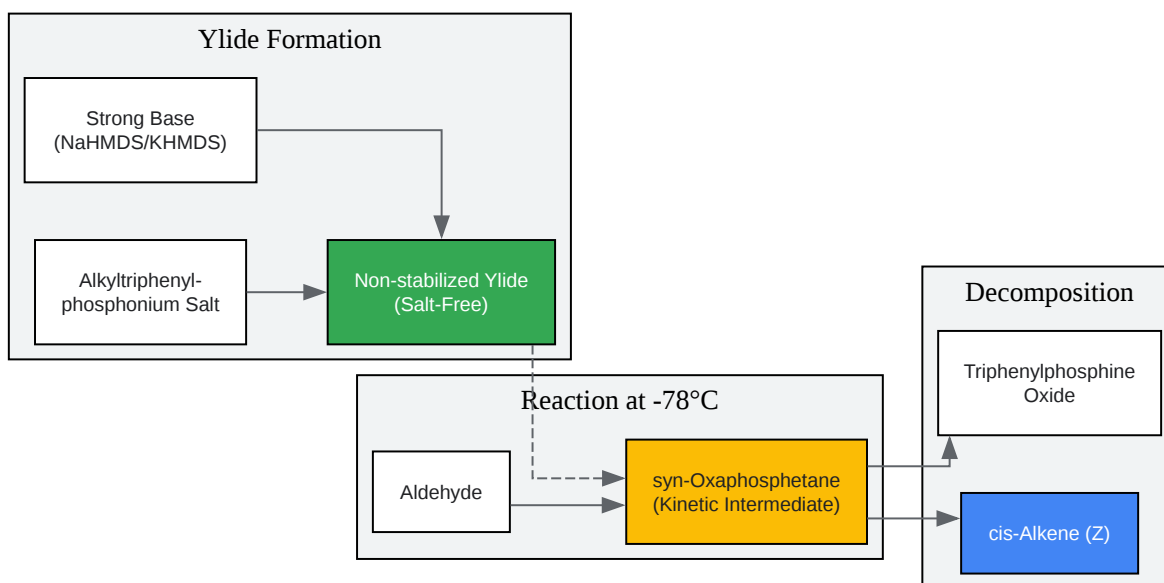 Ylide Formation
Strong Base
(NaHMDS/KHMDS)
Alkyltriphenyl-
phosphonium Salt
Non-stabilized Ylide
(Salt-Free)
Reaction at -78°C
Aldehyde
syn-Oxaphosphetane
(Kinetic Intermediate)
Decomposition
Triphenylphosphine
Oxide
cis-Alkene (Z)